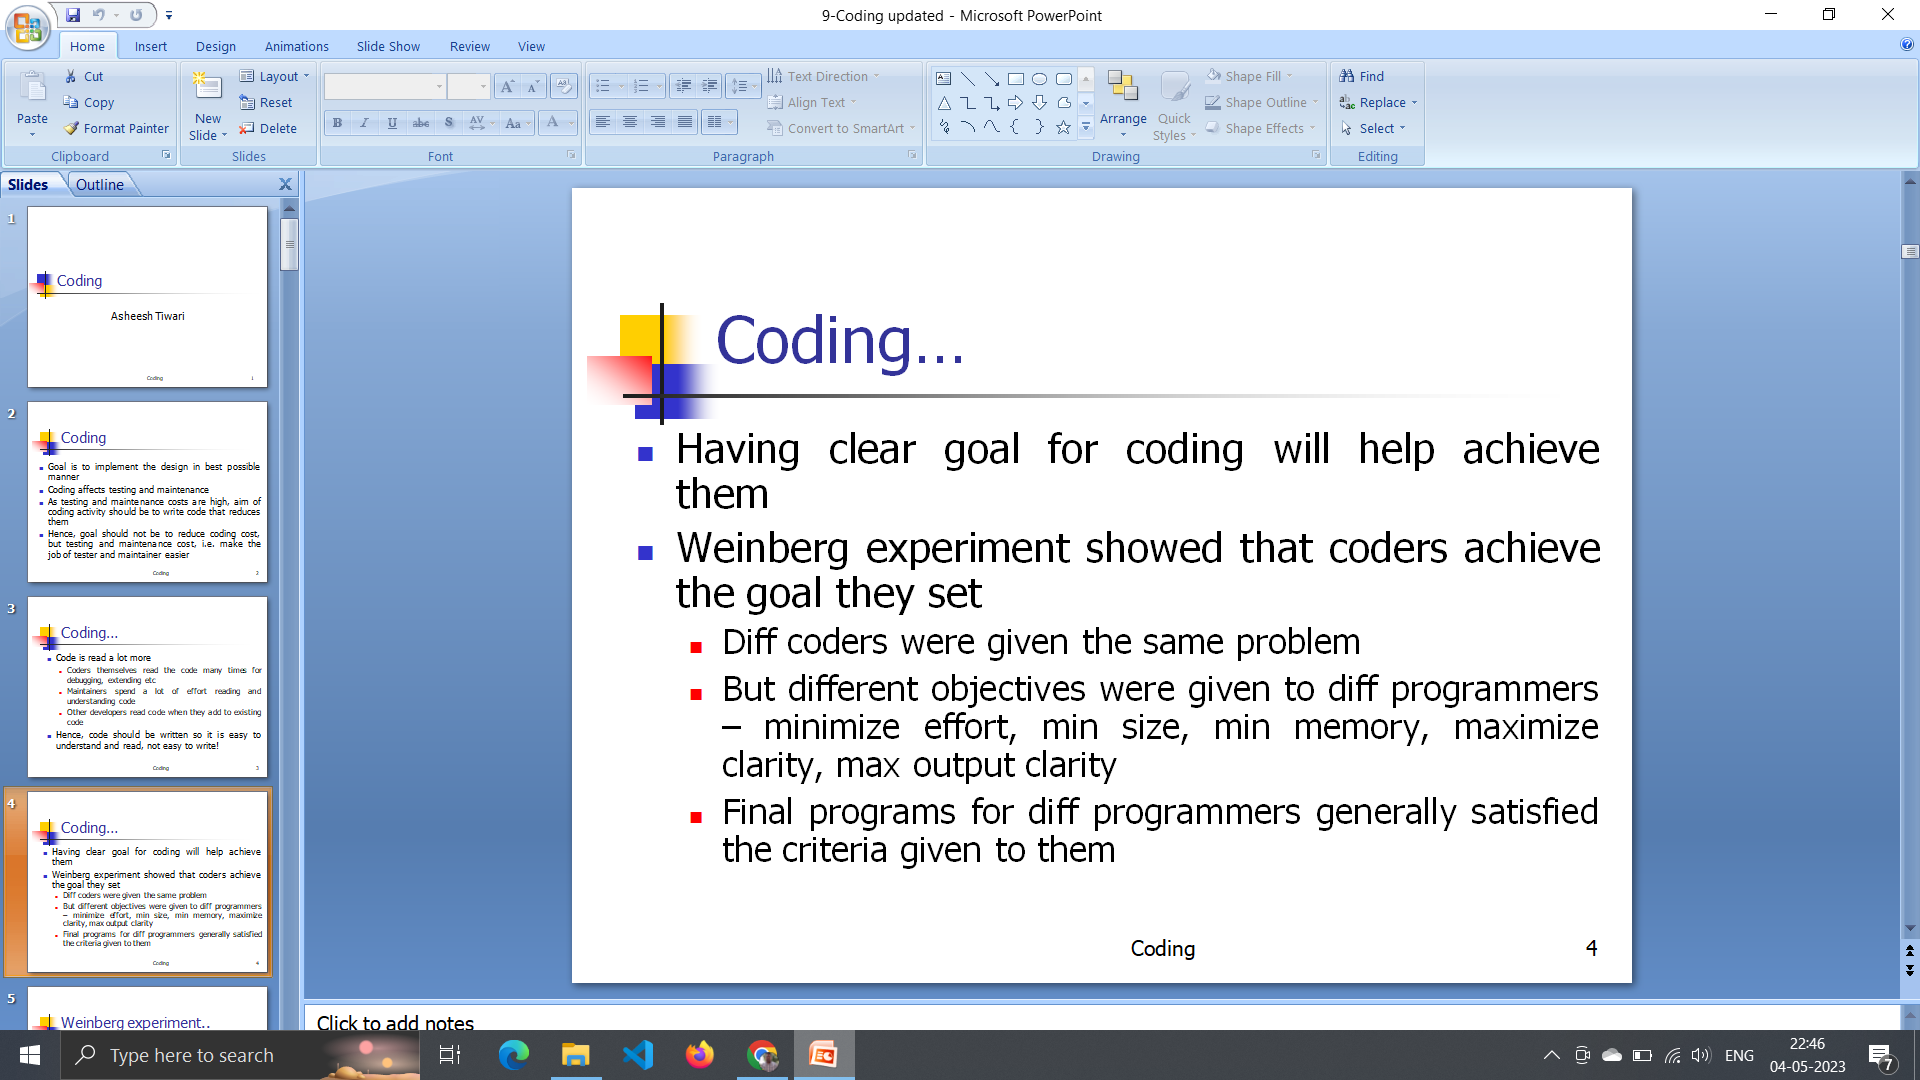 9-Coding updated - Microsoft PowerPoint
Home Insert Design Animations Slide Show Review View
Paste
Cut
Copy
Format Painter
Clipboard
New
Slide
Layout
Reset
Delete
Slides
B I U abc S AV Aa A
Font
Text Direction
Align Text
Convert to SmartArt
Paragraph
Arrange
Quick
Styles
Shape Fill
Shape Outline
Shape Effects
Drawing
Find
Replace
Select
Editing
Slides Outline
1
Coding
Asheesh Tiwari
Coding 1
2
Coding
Goal is to implement the design in best possible
manner
Coding affects testing and maintenance
As testing and maintenance costs are high, aim of
coding activity should be to write code that reduces
them
Hence, goal should not be to reduce coding cost,
but testing and maintenance cost, i.e. make the
job of tester and maintainer easier
Coding 2
3
Coding...
Code is read a lot more
Coders themselves read the code many times for
debugging, extending etc
Maintainers spend a lot of effort reading and
understanding code
Other developers read code when they add to existing
code
Hence, code should be written so it is easy to
understand and read, not easy to write!
Coding 3
4
Coding...
Having clear goal for coding will help achieve
them
Weinberg experiment showed that coders achieve
the goal they set
Diff coders were given the same problem
But different objectives were given to diff programmers
– minimize effort, min size, min memory, maximize
clarity, max output clarity
Final programs for diff programmers generally satisfied
the criteria given to them
Coding 4
5
Weinberg experiment..
Coding...
Having clear goal for coding will help achieve
them
Weinberg experiment showed that coders achieve
the goal they set
Diff coders were given the same problem
But different objectives were given to diff programmers
– minimize effort, min size, min memory, maximize
clarity, max output clarity
Final programs for diff programmers generally satisfied
the criteria given to them
Coding 4
Click to add notes
Type here to search
ENG
22:46
04-05-2023
7